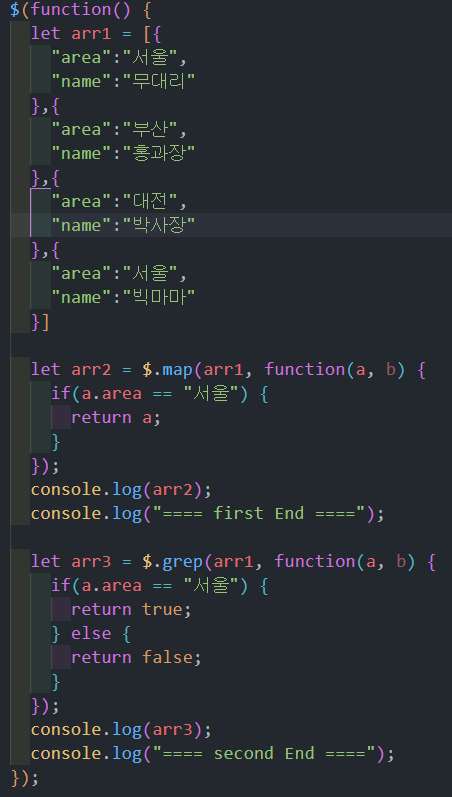 $(function() {
let arr1 = [{
"area":"서울",
"name":"무대리"
},{
"area":"부산",
"name":"홍과장"
},{
"area":"대전",
"name":"박사장"
},{
"area":"서울",
"name":"빅마마"
}]
let arr2 = $.map(arr1, function(a, b) {
if(a.area == "서울") {
return a;
}
});
console.log(arr2);
console.log("==== first End ====");
let arr3 = $.grep(arr1, function(a, b) {
if(a.area == "서울") {
return true;
} else {
return false;
}
});
console.log(arr3);
console.log("==== second End ====");
});